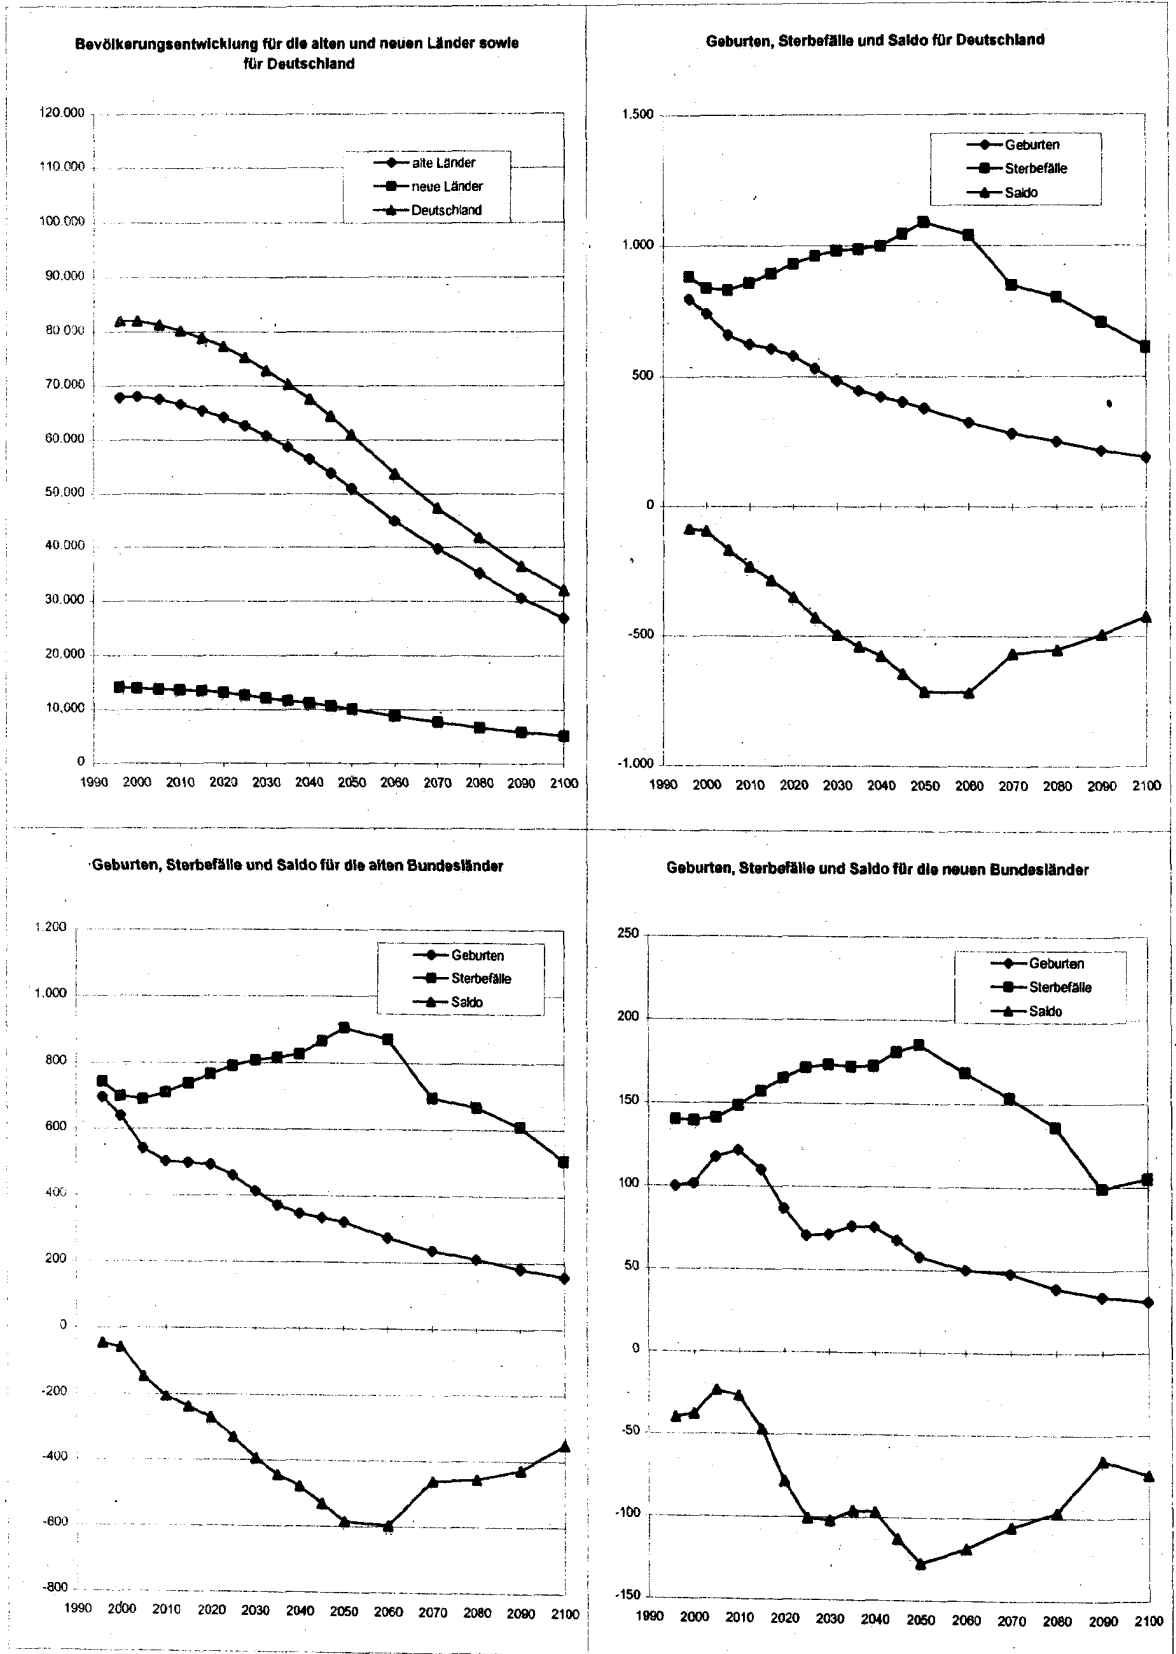 Bevölkerungsentwicklung für die alten und neuen Länder sowie
für Deutschland
120.000
110.000
100.000
90.000
80.000
70.000
60.000
50.000
40.000
30.000
20.000
10.000
0
1990 2000 2010 2020 2030 2040 2050 2060 2070 2080 2090 2100
alte Länder
neue Länder
Deutschland
Geburten, Sterbefälle und Saldo für Deutschland
1.500
1.000
500
0
-500
-1.000
1990 2000 2010 2020 2030 2040 2050 2060 2070 2080 2090 2100
Geburten
Sterbefälle
Saldo
Geburten, Sterbefälle und Saldo für die alten Bundesländer
1.200
1.000
800
600
400
200
0
-200
-400
-600
-800
1990 2000 2010 2020 2030 2040 2050 2060 2070 2080 2090 2100
Geburten
Sterbefälle
Saldo
Geburten, Sterbefälle und Saldo für die neuen Bundesländer
250
200
150
100
50
0
-50
-100
-150
1990 2000 2010 2020 2030 2040 2050 2060 2070 2080 2090 2100
Geburten
Sterbefälle
Saldo